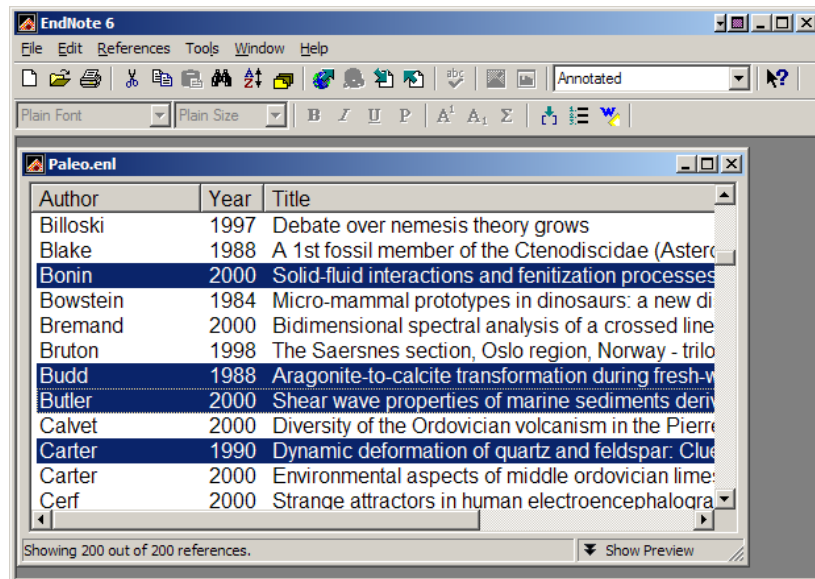 EndNote 6
File Edit References Tools Window Help
abc Annotated ?
Plain Font Plain Size B I U P A¹ A₁ Σ
Paleo.enl
Author Year Title
Billoski 1997 Debate over nemesis theory grows
Blake 1988 A 1st fossil member of the Ctenodiscidae (Astero
Bonin 2000 Solid-fluid interactions and fenitization processes
Bowstein 1984 Micro-mammal prototypes in dinosaurs: a new di
Bremand 2000 Bidimensional spectral analysis of a crossed line
Bruton 1998 The Saersnes section, Oslo region, Norway - trilo
Budd 1988 Aragonite-to-calcite transformation during fresh-w
Butler 2000 Shear wave properties of marine sediments deriv
Calvet 2000 Diversity of the Ordovician volcanism in the Pierre
Carter 1990 Dynamic deformation of quartz and feldspar: Clue
Carter 2000 Environmental aspects of middle ordovician limes
Cerf 2000 Strange attractors in human electroencephalogra
Showing 200 out of 200 references. Show Preview